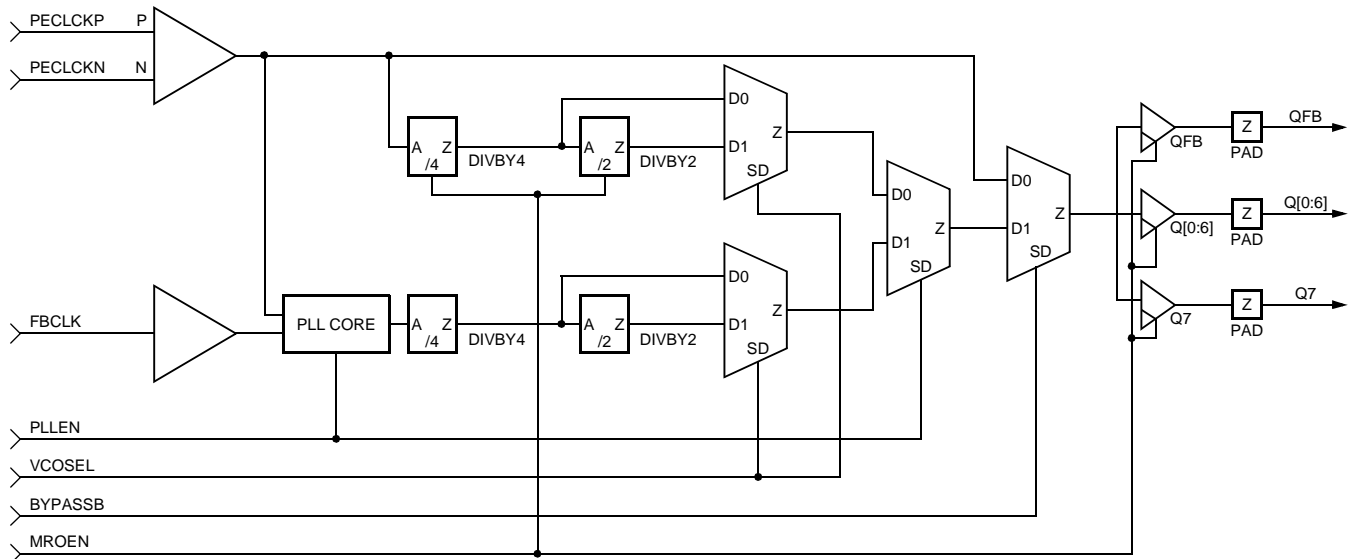 PECLCKP P
PECLCKN N
D0
D1
Z
SD
A Z
/4
DIVBY4
A Z
/2
DIVBY2
D0
D1
Z
SD
D0
D1
Z
SD
QFB
Z
PAD
QFB
Q[0:6]
Z
PAD
Q[0:6]
Q7
Z
PAD
Q7
FBCLK
PLL CORE
A Z
/4
DIVBY4
A Z
/2
DIVBY2
D0
D1
Z
SD
PLLEN
VCOSEL
BYPASSB
MROEN